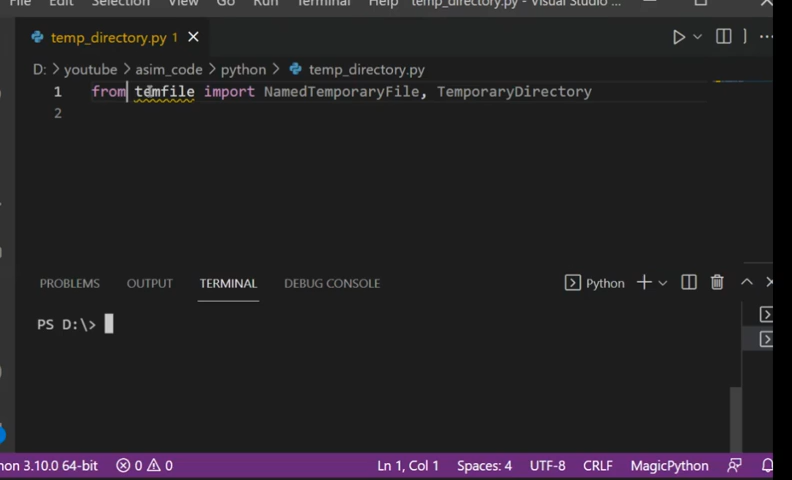 File Edit Selection View Go Run Terminal Help temp_directory.py - Visual Studio ...
temp_directory.py 1
D: > youtube > asim_code > python > temp_directory.py
1 from temfile import NamedTemporaryFile, TemporaryDirectory
2
PROBLEMS OUTPUT TERMINAL DEBUG CONSOLE Python
PS D:\>
hon 3.10.0 64-bit 0 0 Ln 1, Col 1 Spaces: 4 UTF-8 CRLF MagicPython